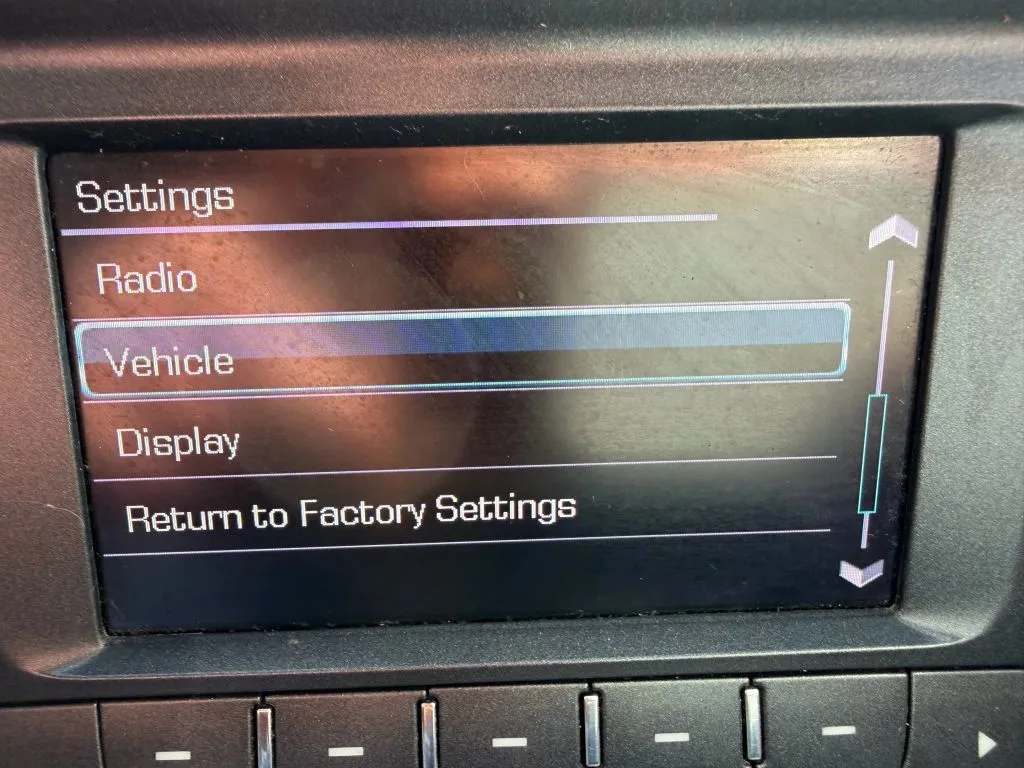 Settings
Radio
Vehicle
Display
Return to Factory Settings